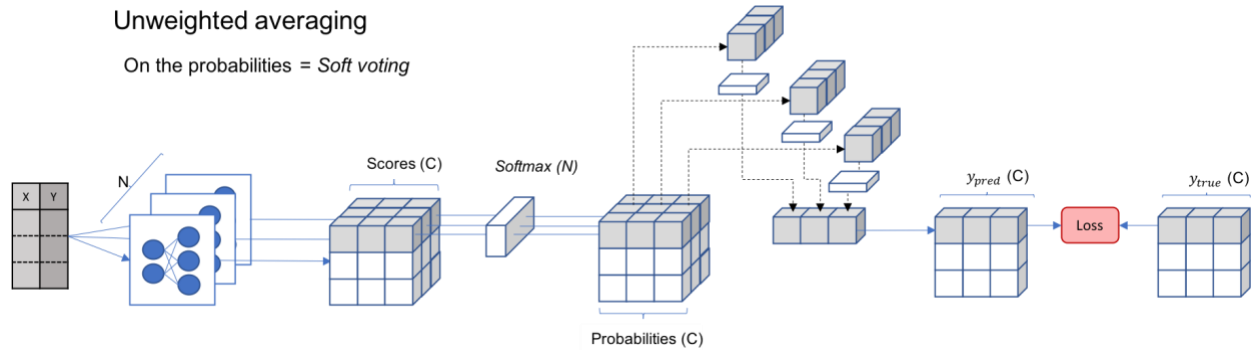 Unweighted averaging
On the probabilities = Soft voting
N
X Y
Scores (C)
Softmax (N)
Probabilities (C)
y_pred (C)
Loss
y_true (C)